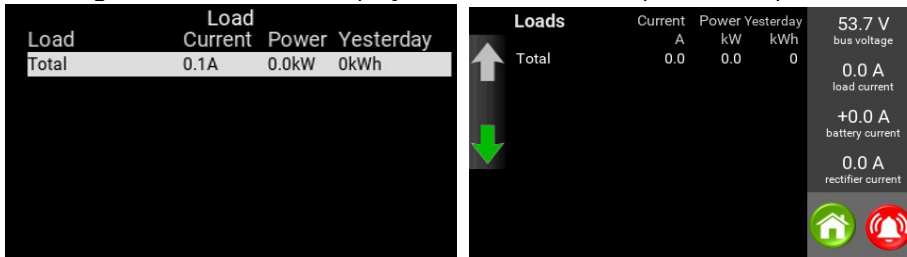 Load
Load Current Power Yesterday
Total 0.1A 0.0kW 0kWh
Loads Current Power Yesterday
A kW kWh
Total 0.0 0.0 0
53.7 V
bus voltage
0.0 A
load current
+0.0 A
battery current
0.0 A
rectifier current